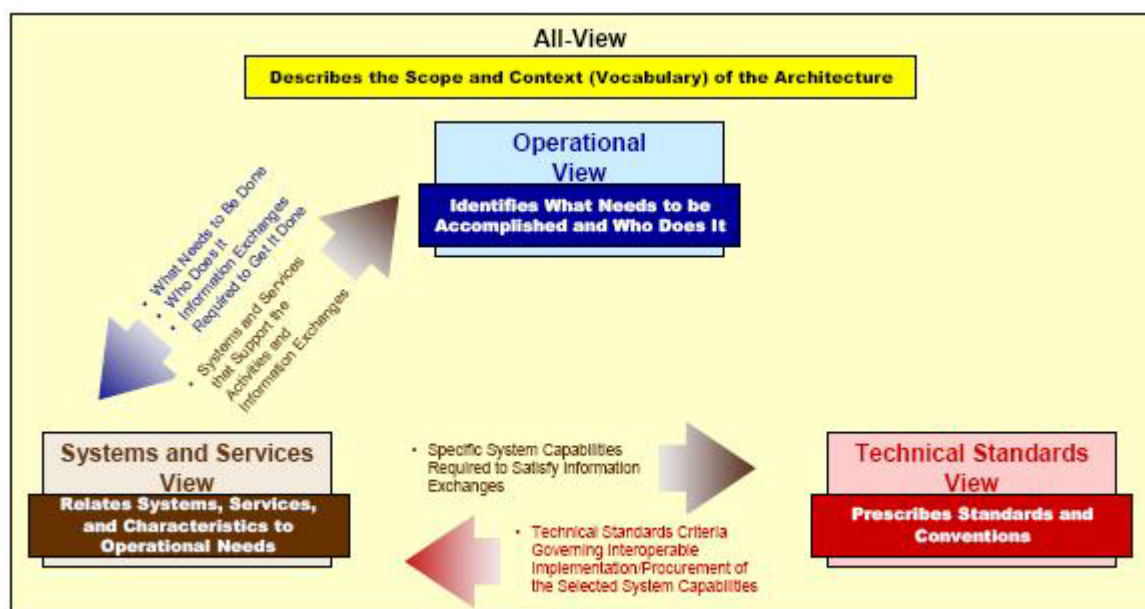 All-View
Describes the Scope and Context (Vocabulary) of the Architecture
Operational
View
Identifies What Needs to be
Accomplished and Who Does It
• What Needs to Be Done
• Who Does It
• Information Exchanges
Required to Get It Done
• Systems and Services
that Support the
Activities and
Information Exchanges
Systems and Services
View
Relates Systems, Services,
and Characteristics to
Operational Needs
• Specific System Capabilities
Required to Satisfy Information
Exchanges
• Technical Standards Criteria
Governing Interoperable
Implementation/Procurement of
the Selected System Capabilities
Technical Standards
View
Prescribes Standards and
Conventions